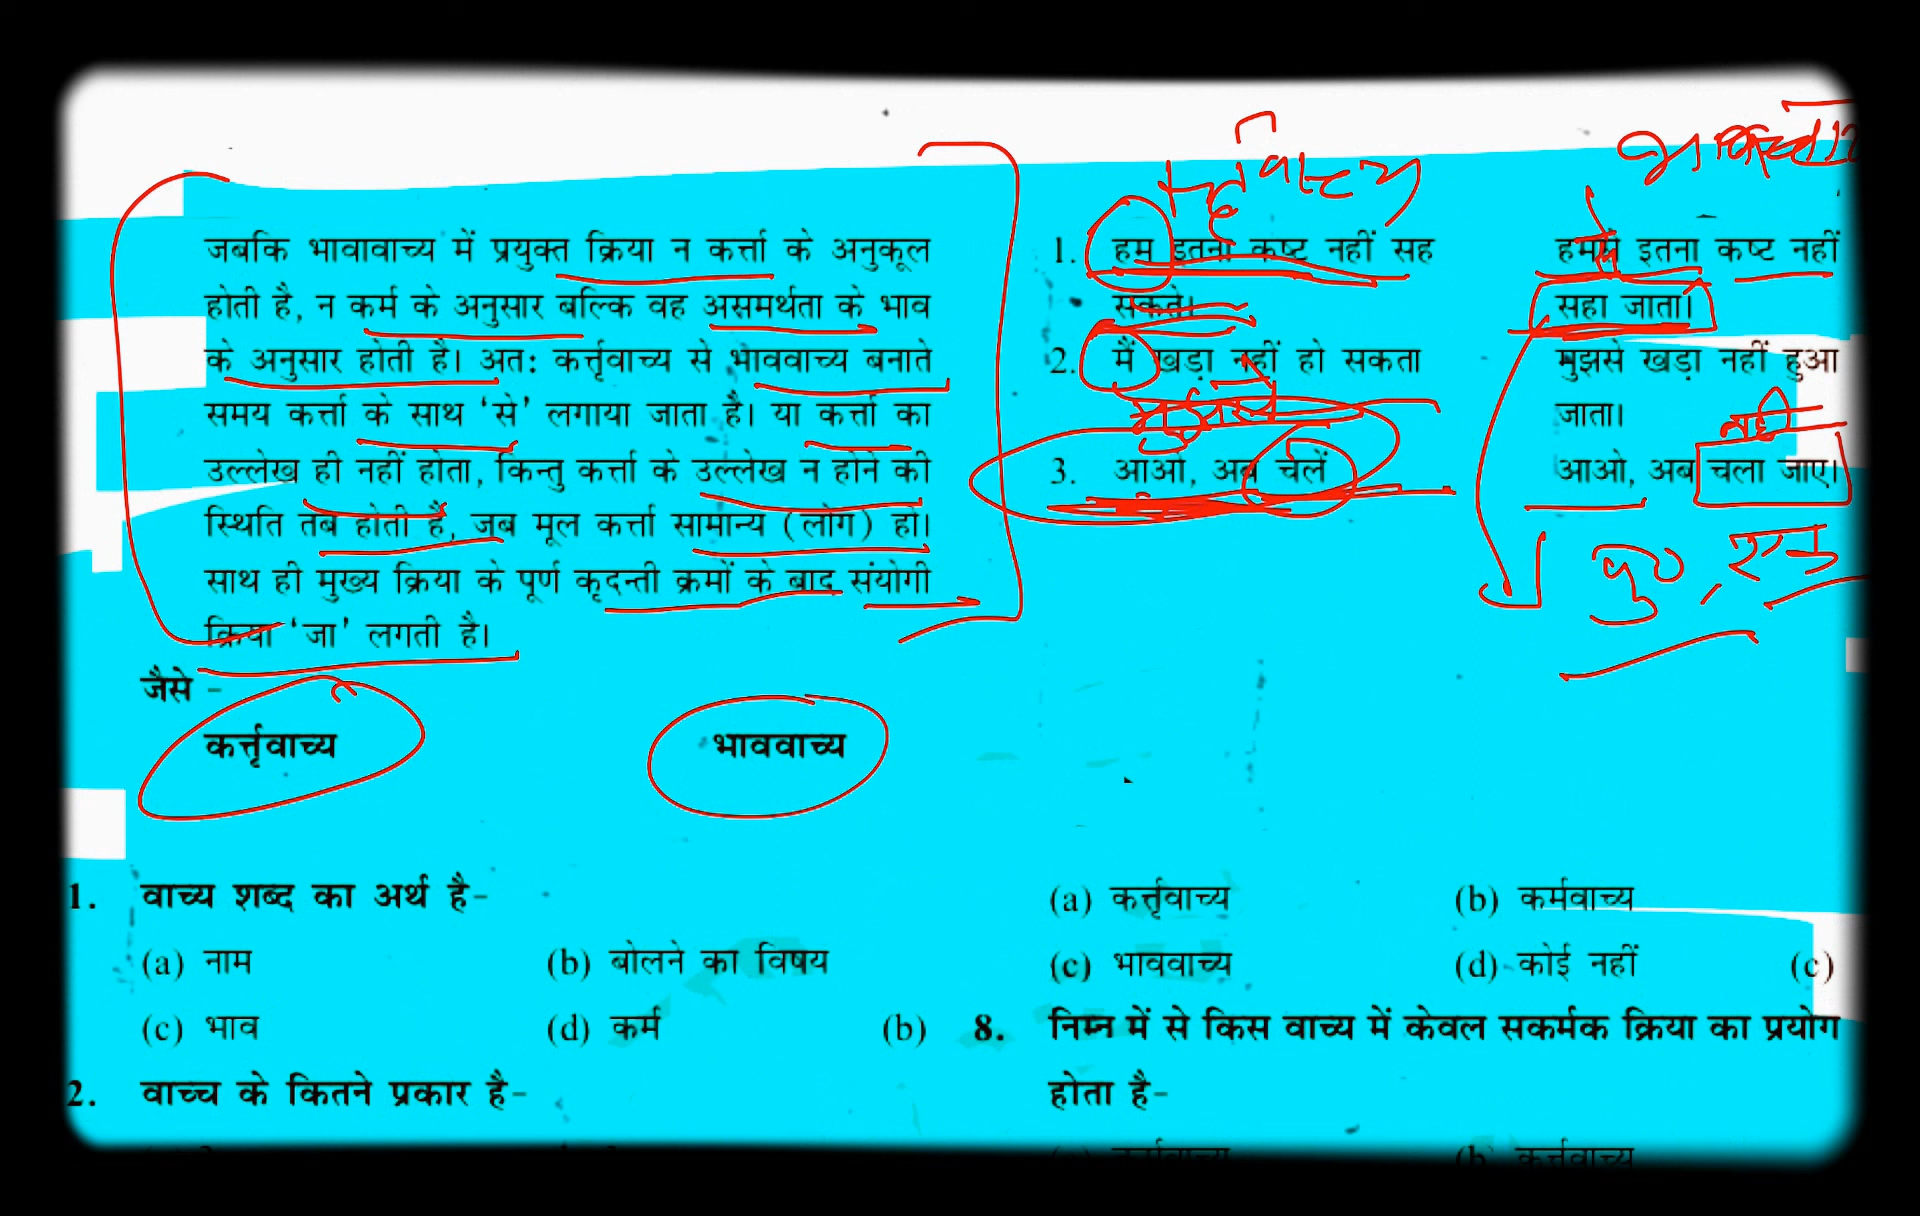 जबकि भावावाच्य में प्रयुक्त क्रिया न कर्त्ता के अनुकूल
होती है, न कर्म के अनुसार बल्कि वह असमर्थता के भाव
के अनुसार होती है। अतः कर्त्तृवाच्य से भाववाच्य बनाते
समय कर्त्ता के साथ ‘से’ लगाया जाता है। या कर्त्ता का
उल्लेख ही नहीं होता, किन्तु कर्त्ता के उल्लेख न होने की
स्थिति तब होती है, जब मूल कर्त्ता सामान्य (लोग) हो।
साथ ही मुख्य क्रिया के पूर्ण कृदन्ती क्रमों के बाद संयोगी
क्रिया ‘जा’ लगती है।
जैसे -
कर्त्तृवाच्य भाववाच्य
1. हम इतना कष्ट नहीं सह हमसे इतना कष्ट नहीं
सकते। सहा जाता।
2. मैं खड़ा नहीं हो सकता मुझसे खड़ा नहीं हुआ
जाता।
नहीं
3. आओ, अब चलें आओ, अब चला जाए।
1. वाच्य शब्द का अर्थ है-
(a) नाम (b) बोलने का विषय
(c) भाव (d) कर्म (b)
2. वाच्च के कितने प्रकार है-
(a) कर्त्तृवाच्य (b) कर्मवाच्य
(c) भाववाच्य (d) कोई नहीं (c)
8. निम्न में से किस वाच्य में केवल सकर्मक क्रिया का प्रयोग
होता है-